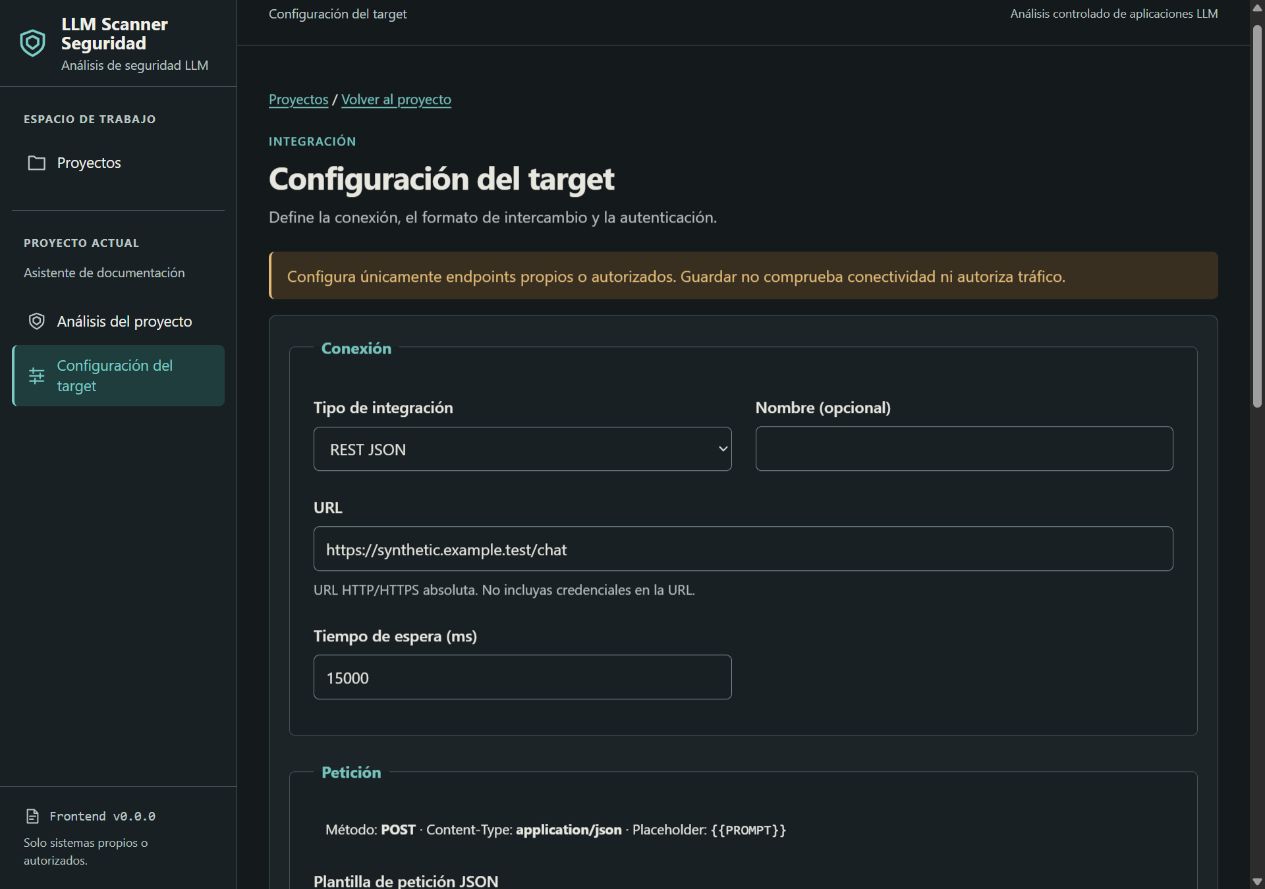 LLM Scanner
Seguridad
Análisis de seguridad LLM
ESPACIO DE TRABAJO
Proyectos
PROYECTO ACTUAL
Asistente de documentación
Análisis del proyecto
Configuración del
target
Frontend v0.0.0
Solo sistemas propios o
autorizados.
Configuración del target
Análisis controlado de aplicaciones LLM
Proyectos / Volver al proyecto
INTEGRACIÓN
Configuración del target
Define la conexión, el formato de intercambio y la autenticación.
Configura únicamente endpoints propios o autorizados. Guardar no comprueba conectividad ni autoriza tráfico.
Conexión
Tipo de integración
REST JSON
Nombre (opcional)
URL
https://synthetic.example.test/chat
URL HTTP/HTTPS absoluta. No incluyas credenciales en la URL.
Tiempo de espera (ms)
15000
Petición
Método: POST · Content-Type: application/json · Placeholder: {{PROMPT}}
Plantilla de petición JSON